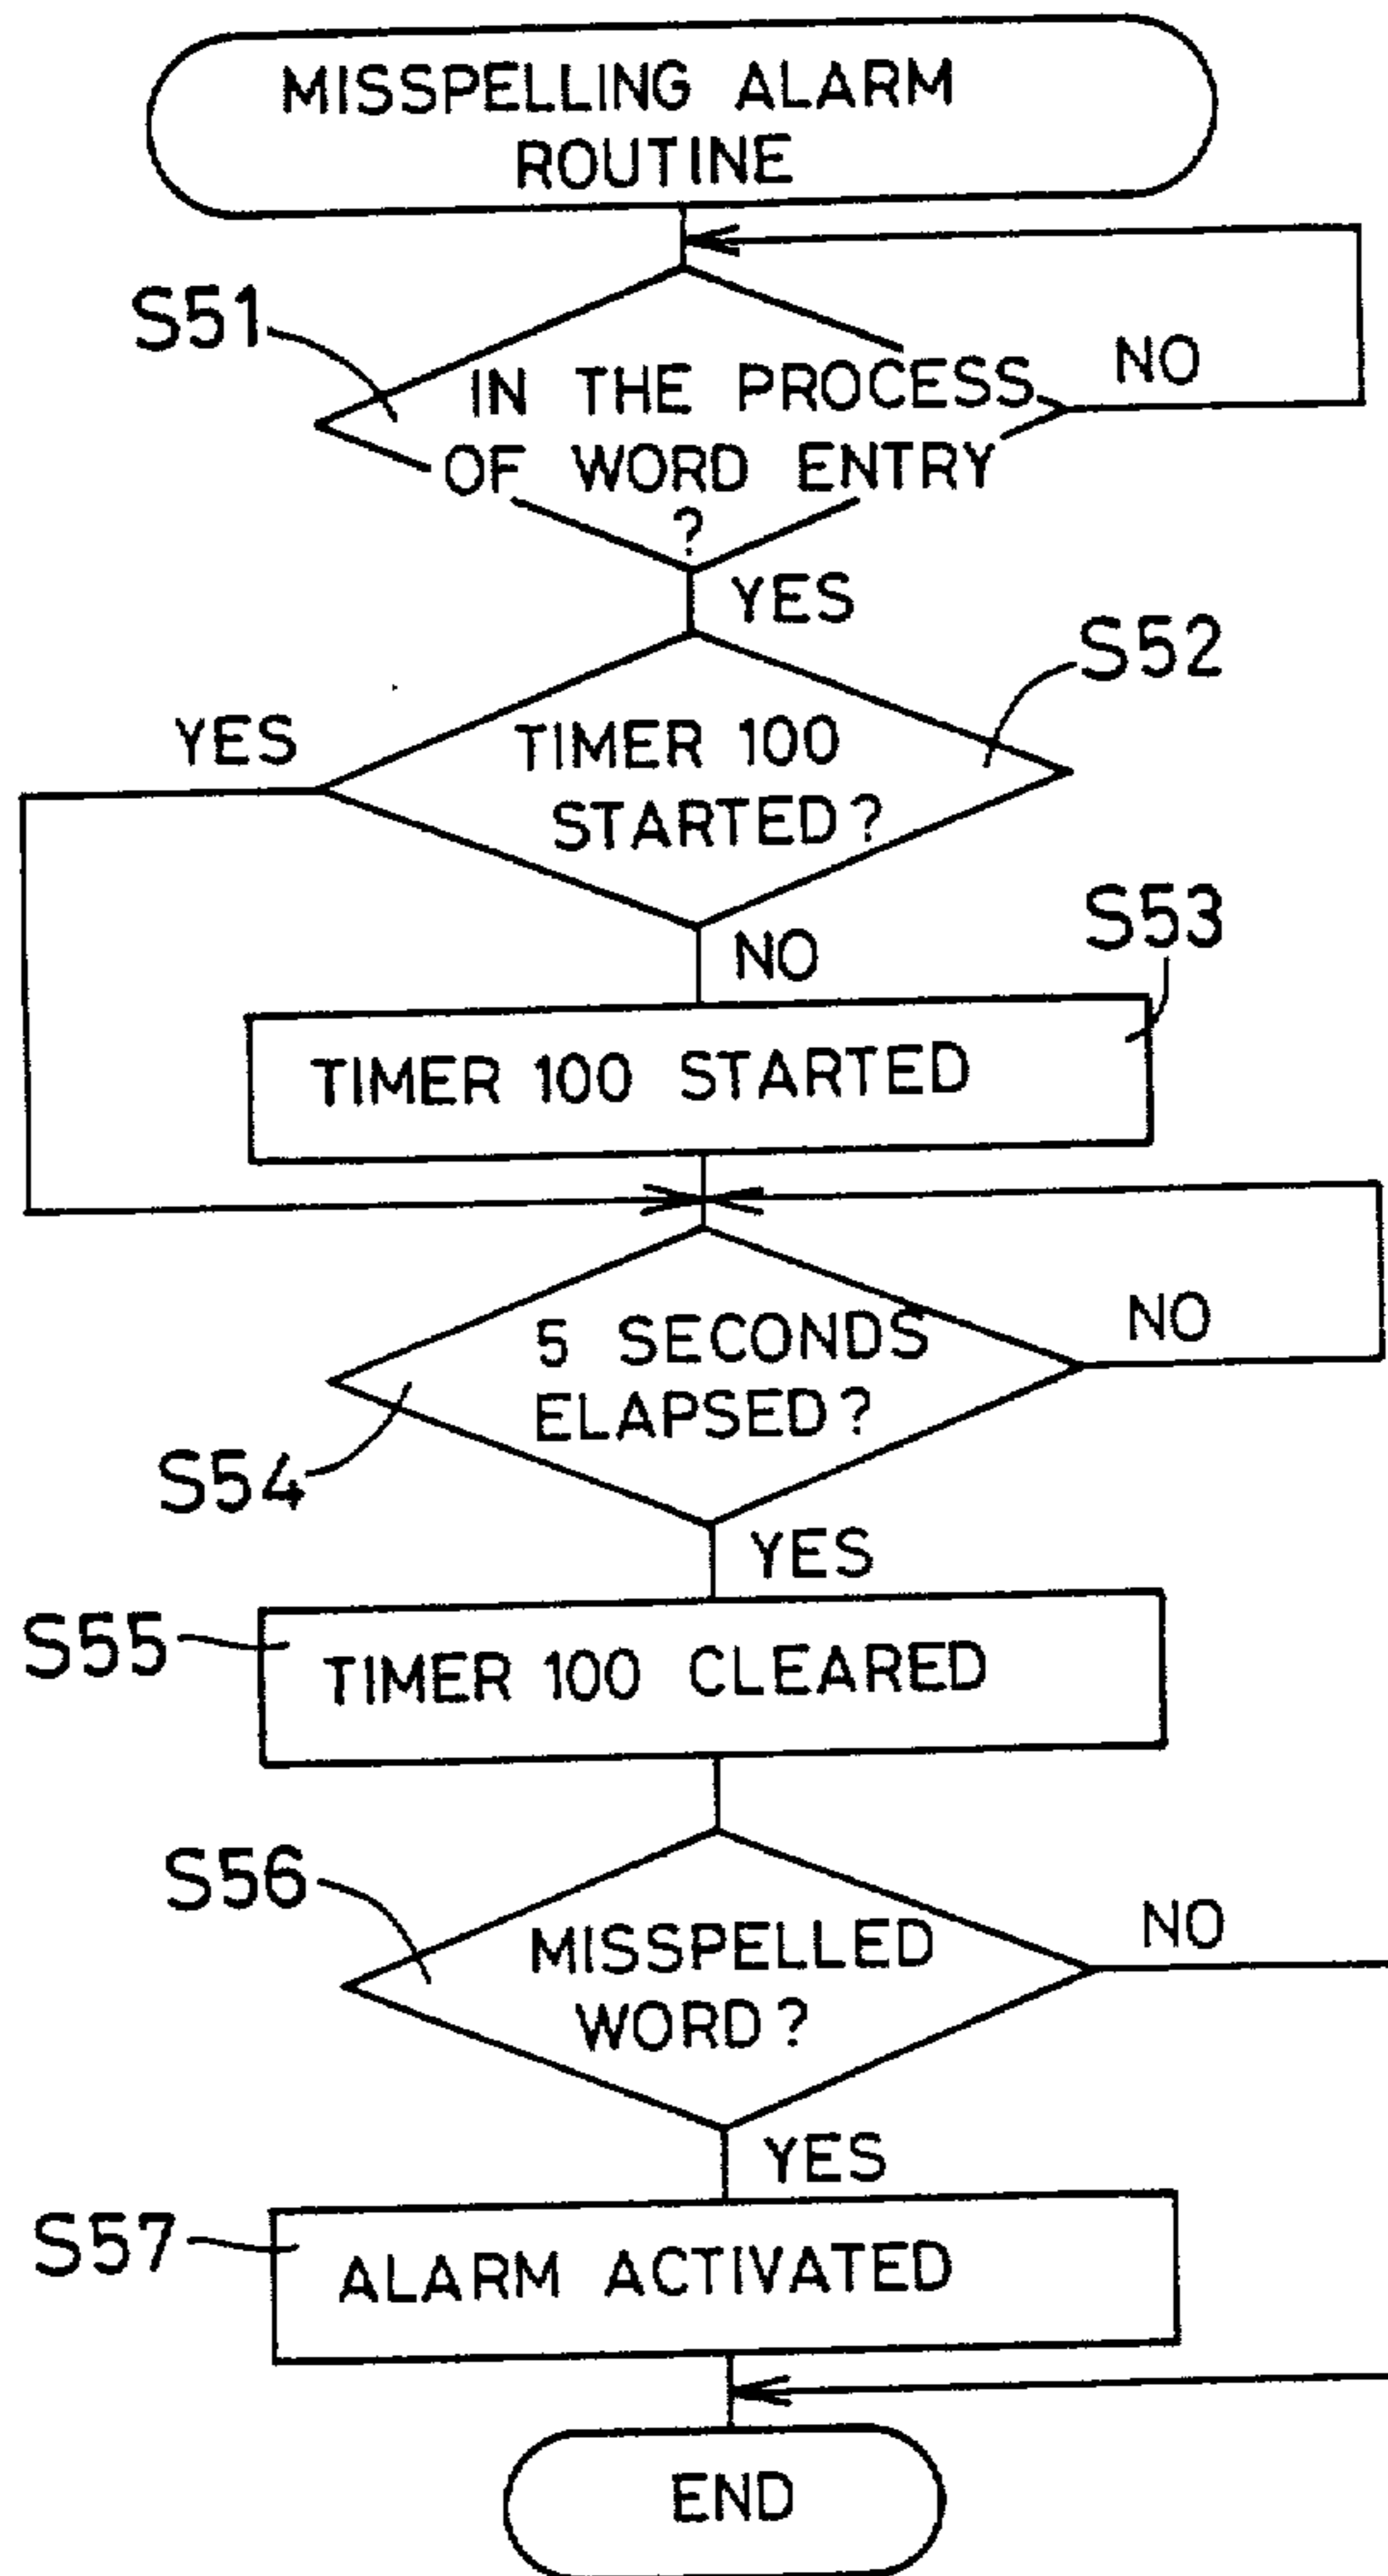 MISSPELLING ALARM
ROUTINE
S51
IN THE PROCESS
OF WORD ENTRY
?
NO
YES
S52
TIMER 100
STARTED?
YES
NO
S53
TIMER 100 STARTED
5 SECONDS
ELAPSED?
NO
S54
YES
S55
TIMER 100 CLEARED
S56
MISSPELLED
WORD?
NO
YES
S57
ALARM ACTIVATED
END